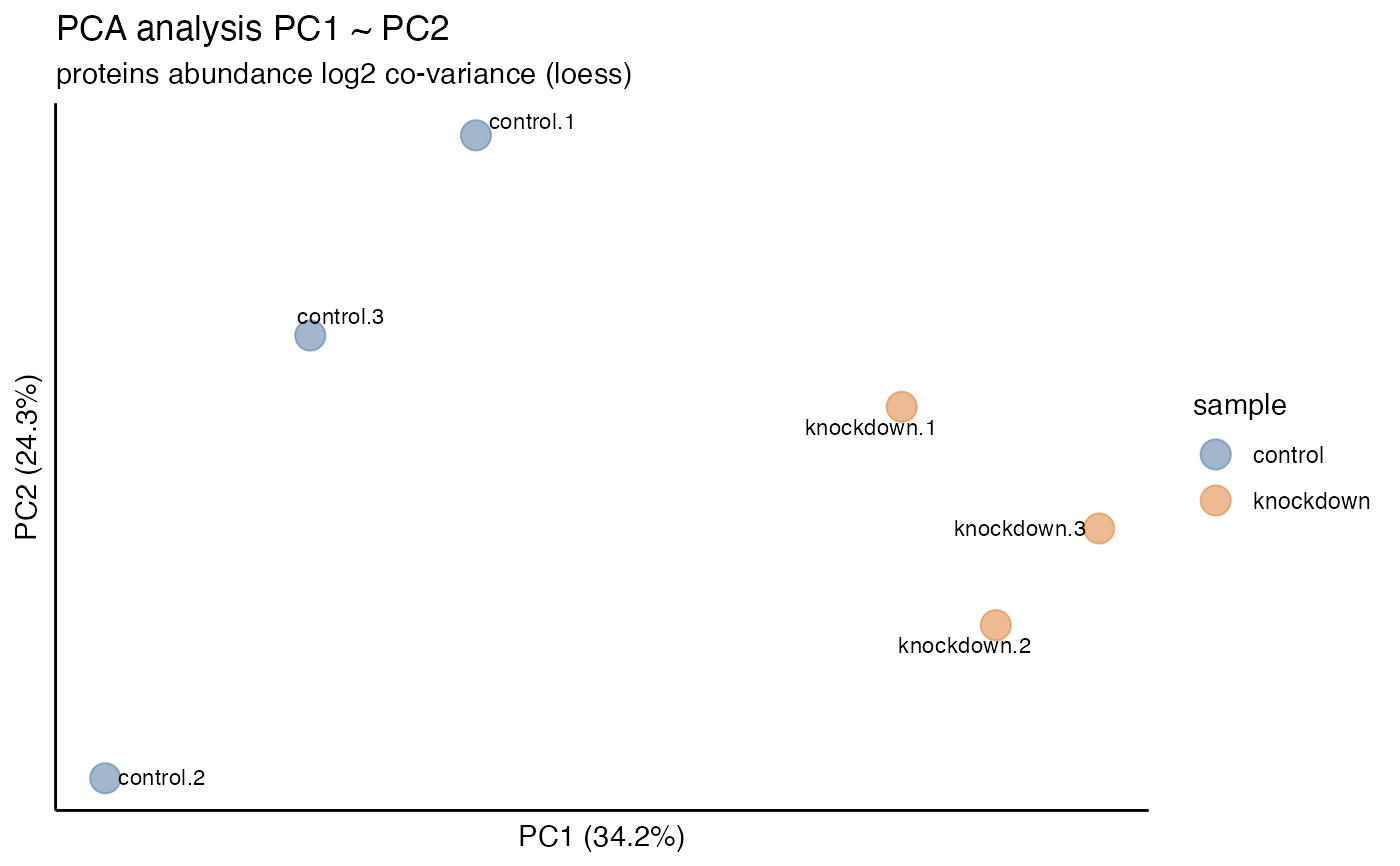 PCA analysis PC1 ~ PC2
proteins abundance log2 co-variance (loess)
control.1
control.3
knockdown.1
knockdown.3
knockdown.2
control.2
PC2 (24.3%)
PC1 (34.2%)
sample
control
knockdown